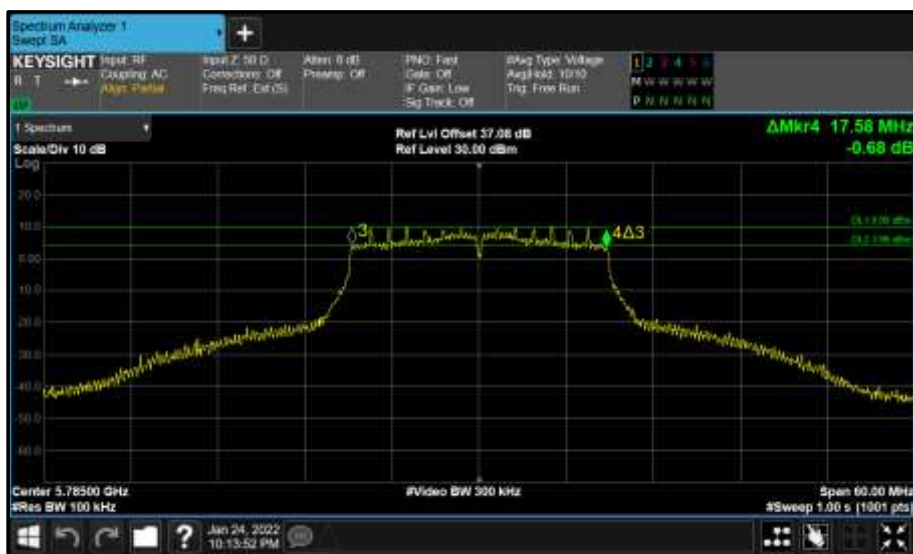 Spectrum Analyzer 1
Swept SA
+
KEYSIGHT
R T
Input: RF
Coupling: AC
Align: Partial
Input Z: 50 Ω
Corrections: Off
Freq Ref: Ext (S)
Atten: 0 dB
Preamp: Off
PNO: Fast
Gate: Off
IF Gain: Low
Sig Track: Off
#Avg Type: Voltage
Avg|Hold: 10/10
Trig: Free Run
1 2 3 4 5 6
M W W W W W
P N N N N N
1 Spectrum
Scale/Div 10 dB
Ref Lvl Offset 37.08 dB
Ref Level 30.00 dBm
ΔMkr4 17.58 MHz
-0.68 dB
Log
20.0
10.0
0.00
-10.0
-20.0
-30.0
-40.0
-50.0
-60.0
3
4Δ3
Center 5.78500 GHz
#Res BW 100 kHz
#Video BW 300 kHz
Span 60.00 MHz
#Sweep 1.00 s (1001 pts)
?
Jan 24, 2022
10:13:52 PM